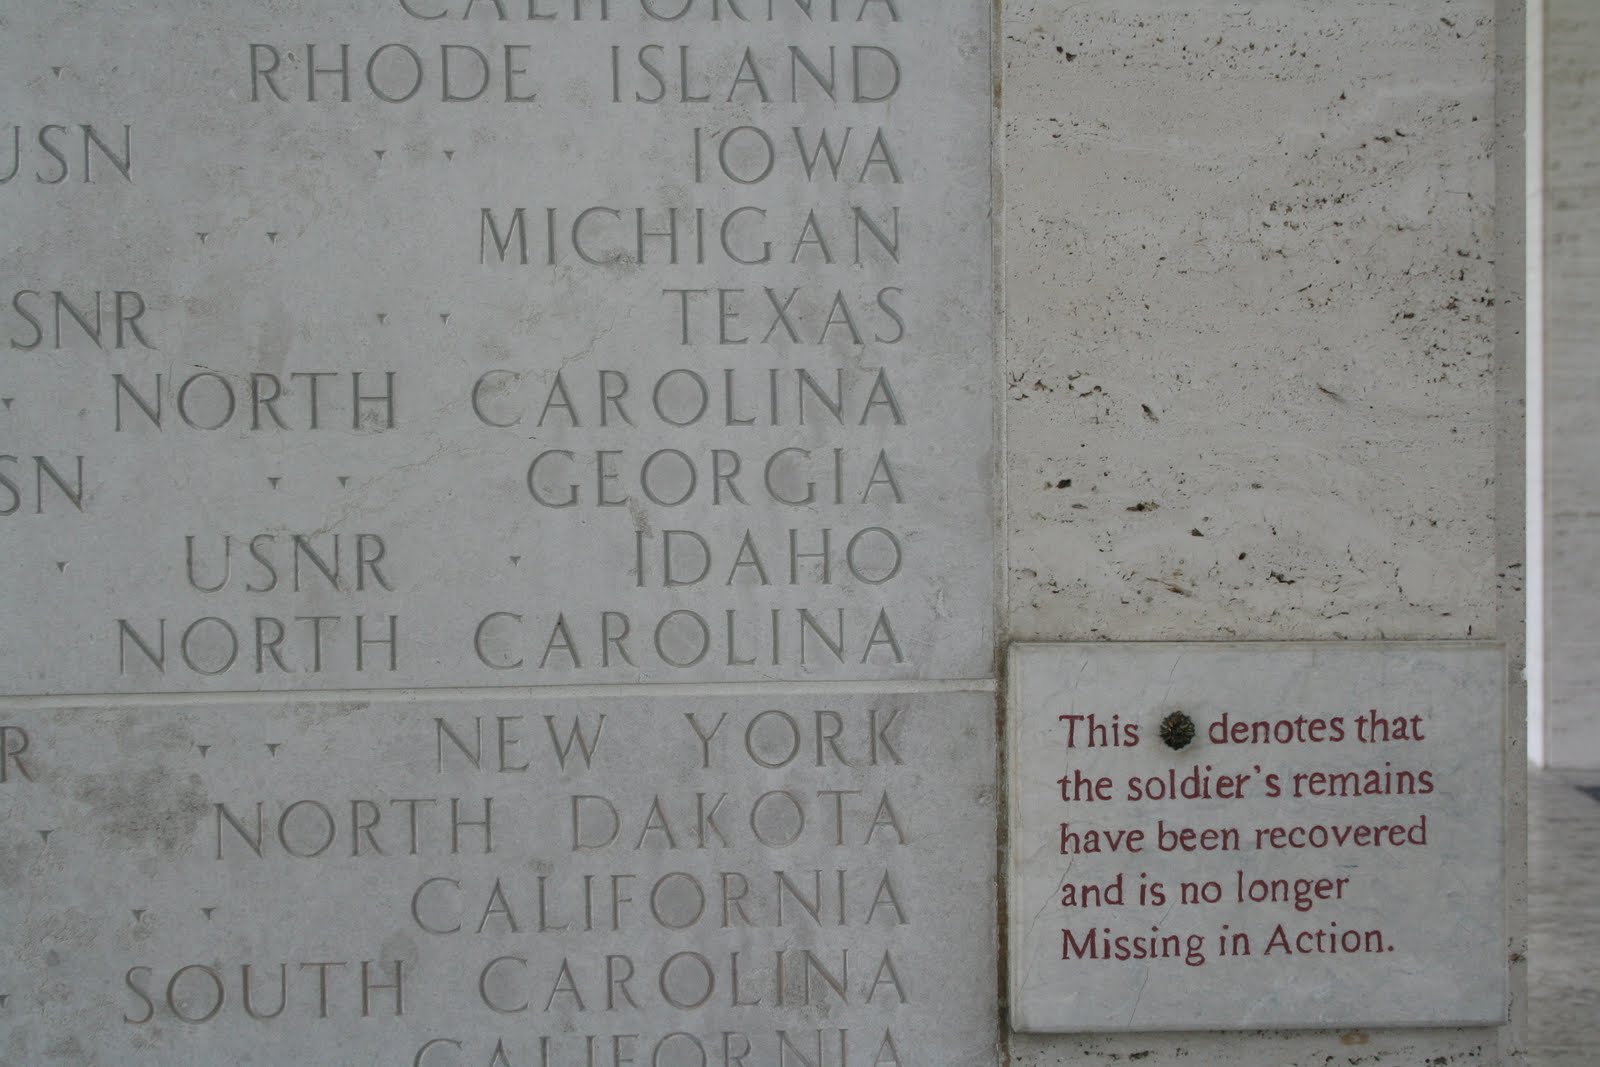 CALIFORNIA
RHODE ISLAND
USN IOWA
MICHIGAN
SNR TEXAS
NORTH CAROLINA
SN GEORGIA
USNR IDAHO
NORTH CAROLINA
R NEW YORK
NORTH DAKOTA
CALIFORNIA
SOUTH CAROLINA
CALIFORNIA
This denotes that
the soldier's remains
have been recovered
and is no longer
Missing in Action.